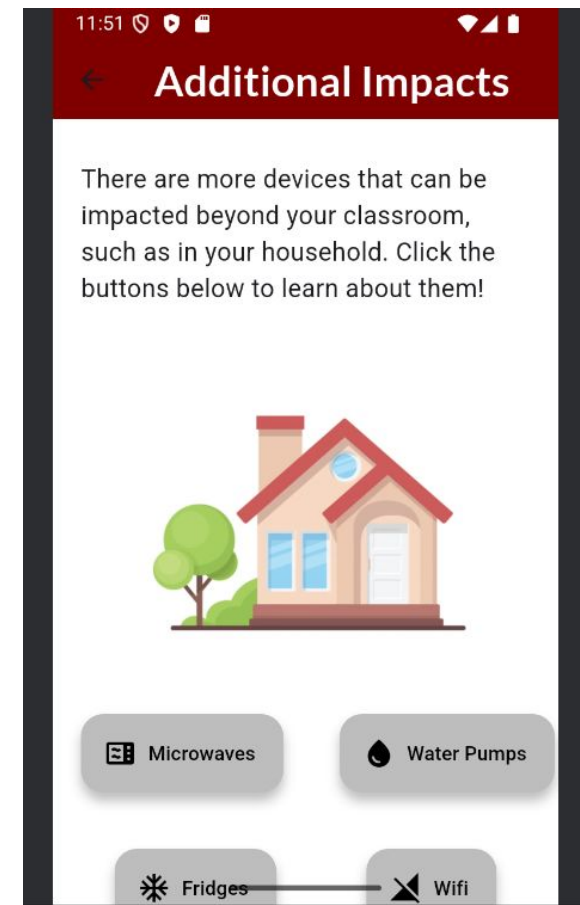 11:51
Additional Impacts
There are more devices that can be
impacted beyond your classroom,
such as in your household. Click the
buttons below to learn about them!
Microwaves
Water Pumps
Fridges
Wifi